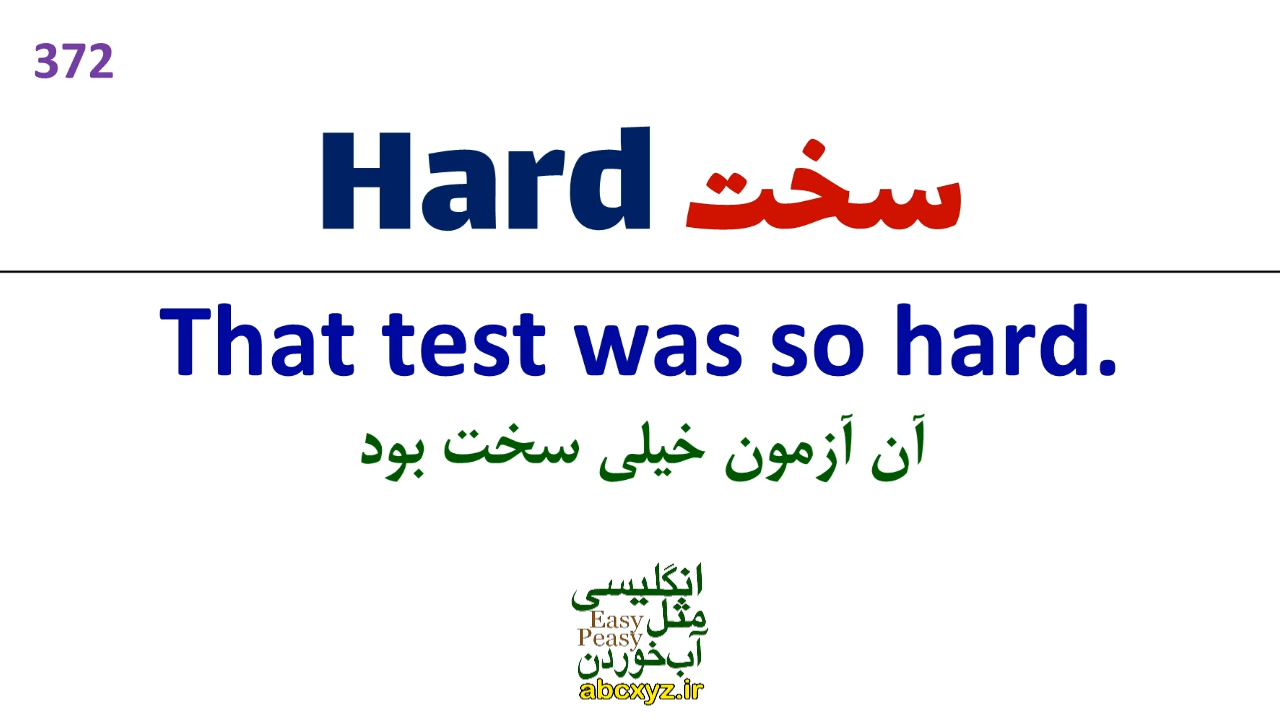 372
Hard سخت
That test was so hard.
آن آزمون خیلی سخت بود
انگلیسی
مثل Easy
Peasy
آب‌خوردن
abcxyz.ir